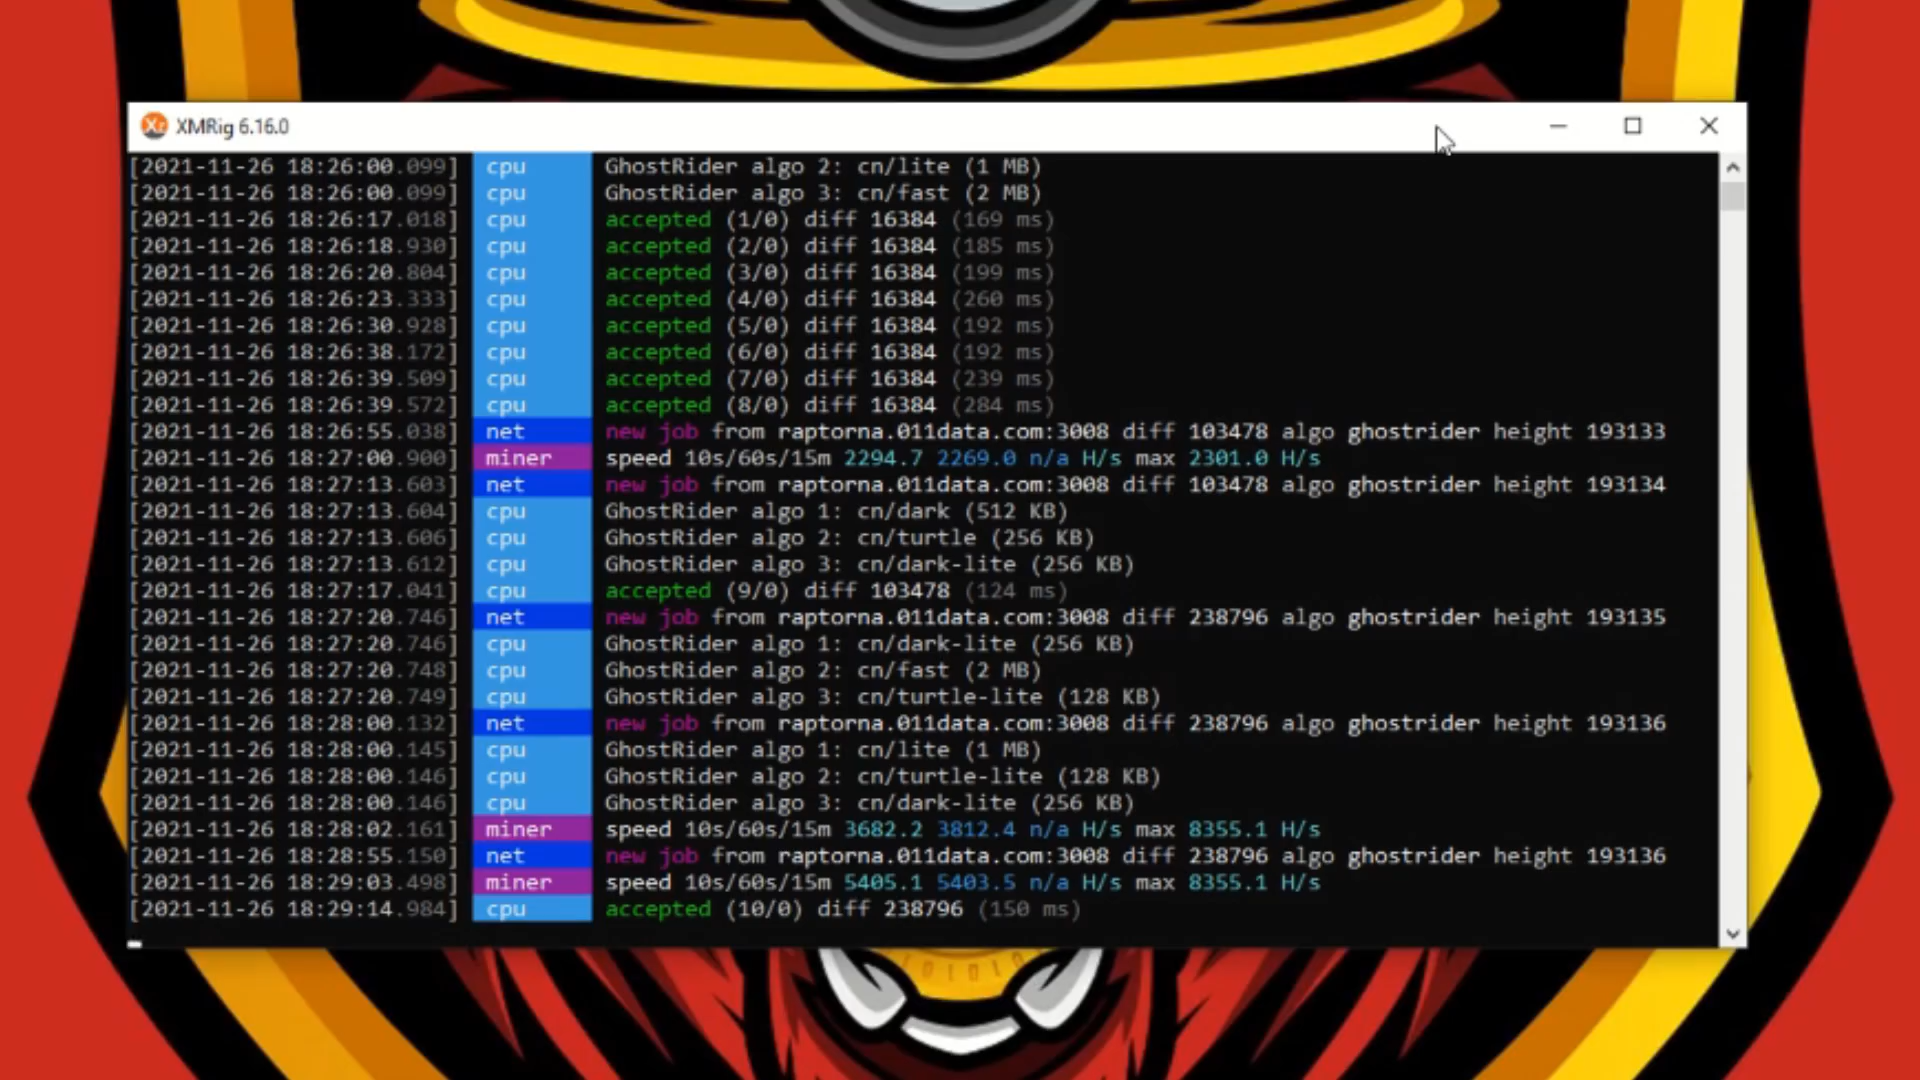 XMRig 6.16.0
[2021-11-26 18:26:00.099] cpu GhostRider algo 2: cn/lite (1 MB)
[2021-11-26 18:26:00.099] cpu GhostRider algo 3: cn/fast (2 MB)
[2021-11-26 18:26:17.018] cpu accepted (1/0) diff 16384 (169 ms)
[2021-11-26 18:26:18.930] cpu accepted (2/0) diff 16384 (185 ms)
[2021-11-26 18:26:20.804] cpu accepted (3/0) diff 16384 (199 ms)
[2021-11-26 18:26:23.333] cpu accepted (4/0) diff 16384 (260 ms)
[2021-11-26 18:26:30.928] cpu accepted (5/0) diff 16384 (192 ms)
[2021-11-26 18:26:38.172] cpu accepted (6/0) diff 16384 (192 ms)
[2021-11-26 18:26:39.509] cpu accepted (7/0) diff 16384 (239 ms)
[2021-11-26 18:26:39.572] cpu accepted (8/0) diff 16384 (284 ms)
[2021-11-26 18:26:55.038] net new job from raptorna.011data.com:3008 diff 103478 algo ghostrider height 193133
[2021-11-26 18:27:00.900] miner speed 10s/60s/15m 2294.7 2269.0 n/a H/s max 2301.0 H/s
[2021-11-26 18:27:13.603] net new job from raptorna.011data.com:3008 diff 103478 algo ghostrider height 193134
[2021-11-26 18:27:13.604] cpu GhostRider algo 1: cn/dark (512 KB)
[2021-11-26 18:27:13.606] cpu GhostRider algo 2: cn/turtle (256 KB)
[2021-11-26 18:27:13.612] cpu GhostRider algo 3: cn/dark-lite (256 KB)
[2021-11-26 18:27:17.041] cpu accepted (9/0) diff 103478 (124 ms)
[2021-11-26 18:27:20.746] net new job from raptorna.011data.com:3008 diff 238796 algo ghostrider height 193135
[2021-11-26 18:27:20.746] cpu GhostRider algo 1: cn/dark-lite (256 KB)
[2021-11-26 18:27:20.748] cpu GhostRider algo 2: cn/fast (2 MB)
[2021-11-26 18:27:20.749] cpu GhostRider algo 3: cn/turtle-lite (128 KB)
[2021-11-26 18:28:00.132] net new job from raptorna.011data.com:3008 diff 238796 algo ghostrider height 193136
[2021-11-26 18:28:00.145] cpu GhostRider algo 1: cn/lite (1 MB)
[2021-11-26 18:28:00.146] cpu GhostRider algo 2: cn/turtle-lite (128 KB)
[2021-11-26 18:28:00.146] cpu GhostRider algo 3: cn/dark-lite (256 KB)
[2021-11-26 18:28:02.161] miner speed 10s/60s/15m 3682.2 3812.4 n/a H/s max 8355.1 H/s
[2021-11-26 18:28:55.150] net new job from raptorna.011data.com:3008 diff 238796 algo ghostrider height 193136
[2021-11-26 18:29:03.498] miner speed 10s/60s/15m 5405.1 5403.5 n/a H/s max 8355.1 H/s
[2021-11-26 18:29:14.984] cpu accepted (10/0) diff 238796 (150 ms)